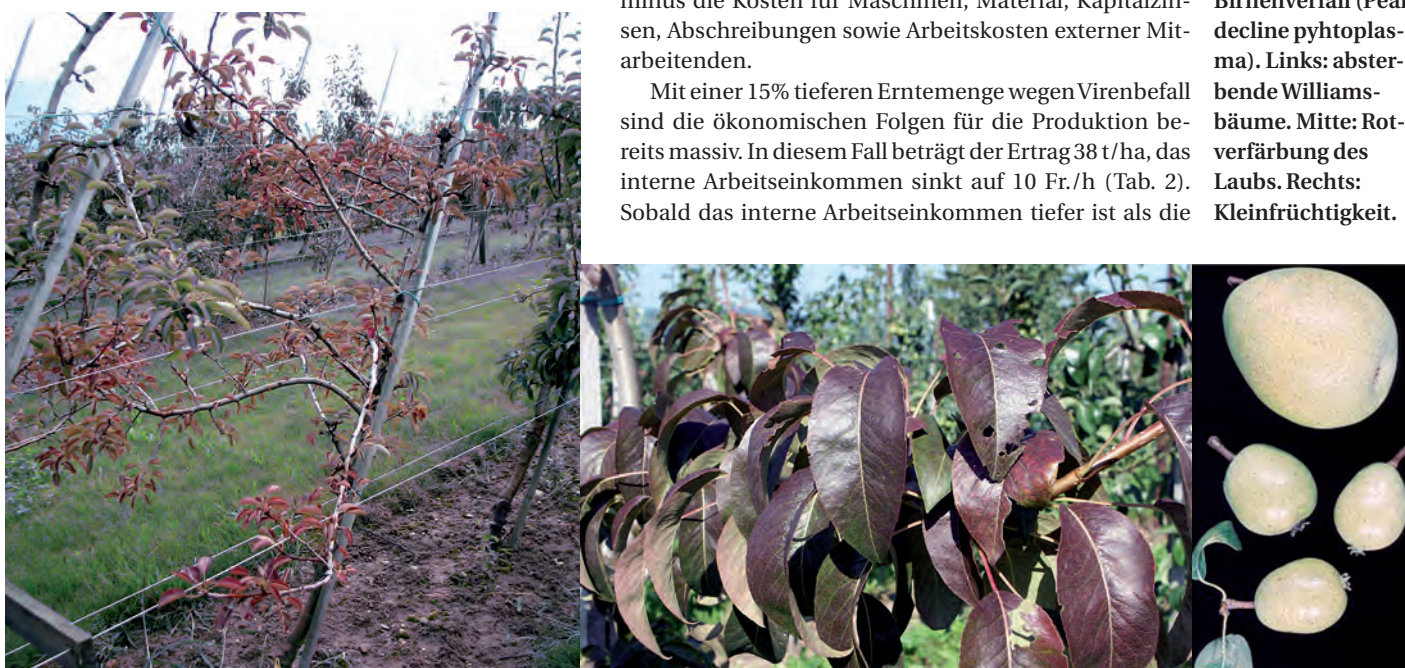 minus die Kosten für Maschinen, Material, Kapitalzin-
sen, Abschreibungen sowie Arbeitskosten externer Mit-
arbeitenden.
Mit einer 15% tieferen Erntemenge wegen Virenbefall
sind die ökonomischen Folgen für die Produktion be-
reits massiv. In diesem Fall beträgt der Ertrag 38 t/ha, das
interne Arbeitseinkommen sinkt auf 10 Fr./h (Tab. 2).
Sobald das interne Arbeitseinkommen tiefer ist als die
Birnenverfall (Pear
decline pyhtoplas-
ma). Links: abster-
bende Williams-
bäume. Mitte: Rot-
verfärbung des
Laubs. Rechts:
Kleinfrüchtigkeit.